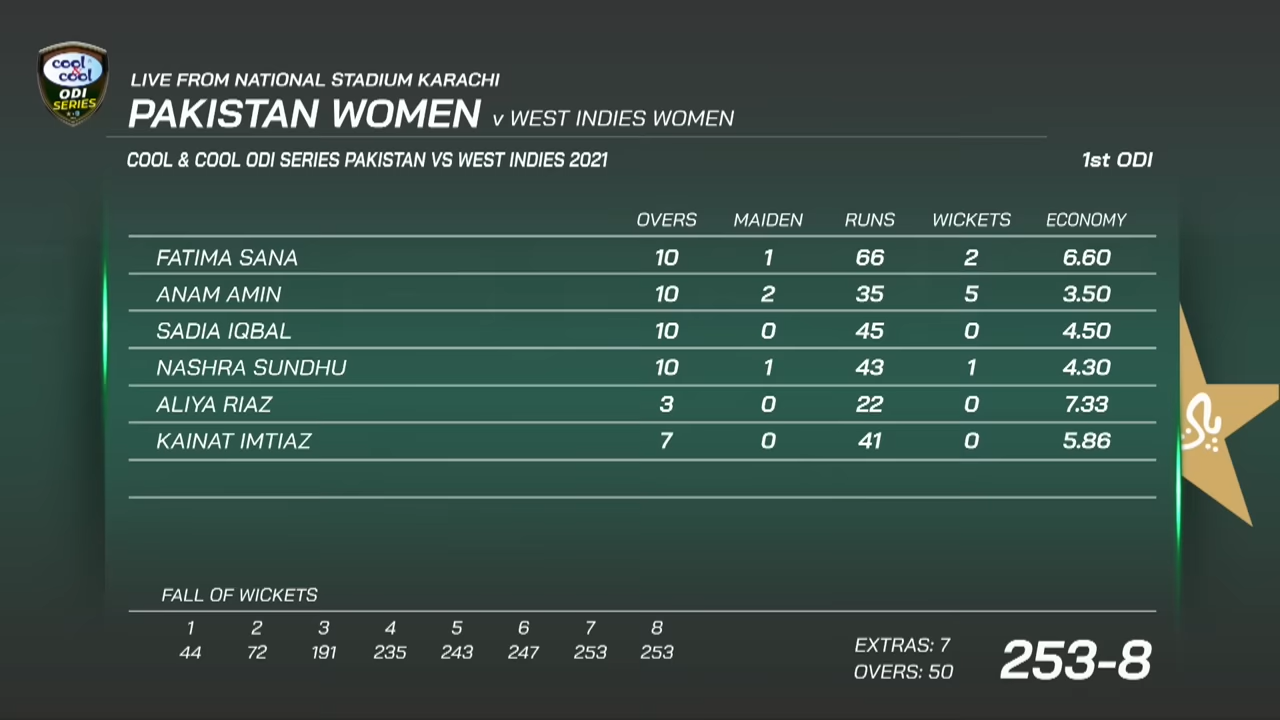 cool
&
cool
ODI
SERIES
LIVE FROM NATIONAL STADIUM KARACHI
PAKISTAN WOMEN v WEST INDIES WOMEN
COOL & COOL ODI SERIES PAKISTAN VS WEST INDIES 2021 1st ODI
OVERS MAIDEN RUNS WICKETS ECONOMY
FATIMA SANA 10 1 66 2 6.60
ANAM AMIN 10 2 35 5 3.50
SADIA IQBAL 10 0 45 0 4.50
NASHRA SUNDHU 10 1 43 1 4.30
ALIYA RIAZ 3 0 22 0 7.33
KAINAT IMTIAZ 7 0 41 0 5.86
FALL OF WICKETS
1 2 3 4 5 6 7 8
44 72 191 235 243 247 253 253
EXTRAS: 7
OVERS: 50
253-8